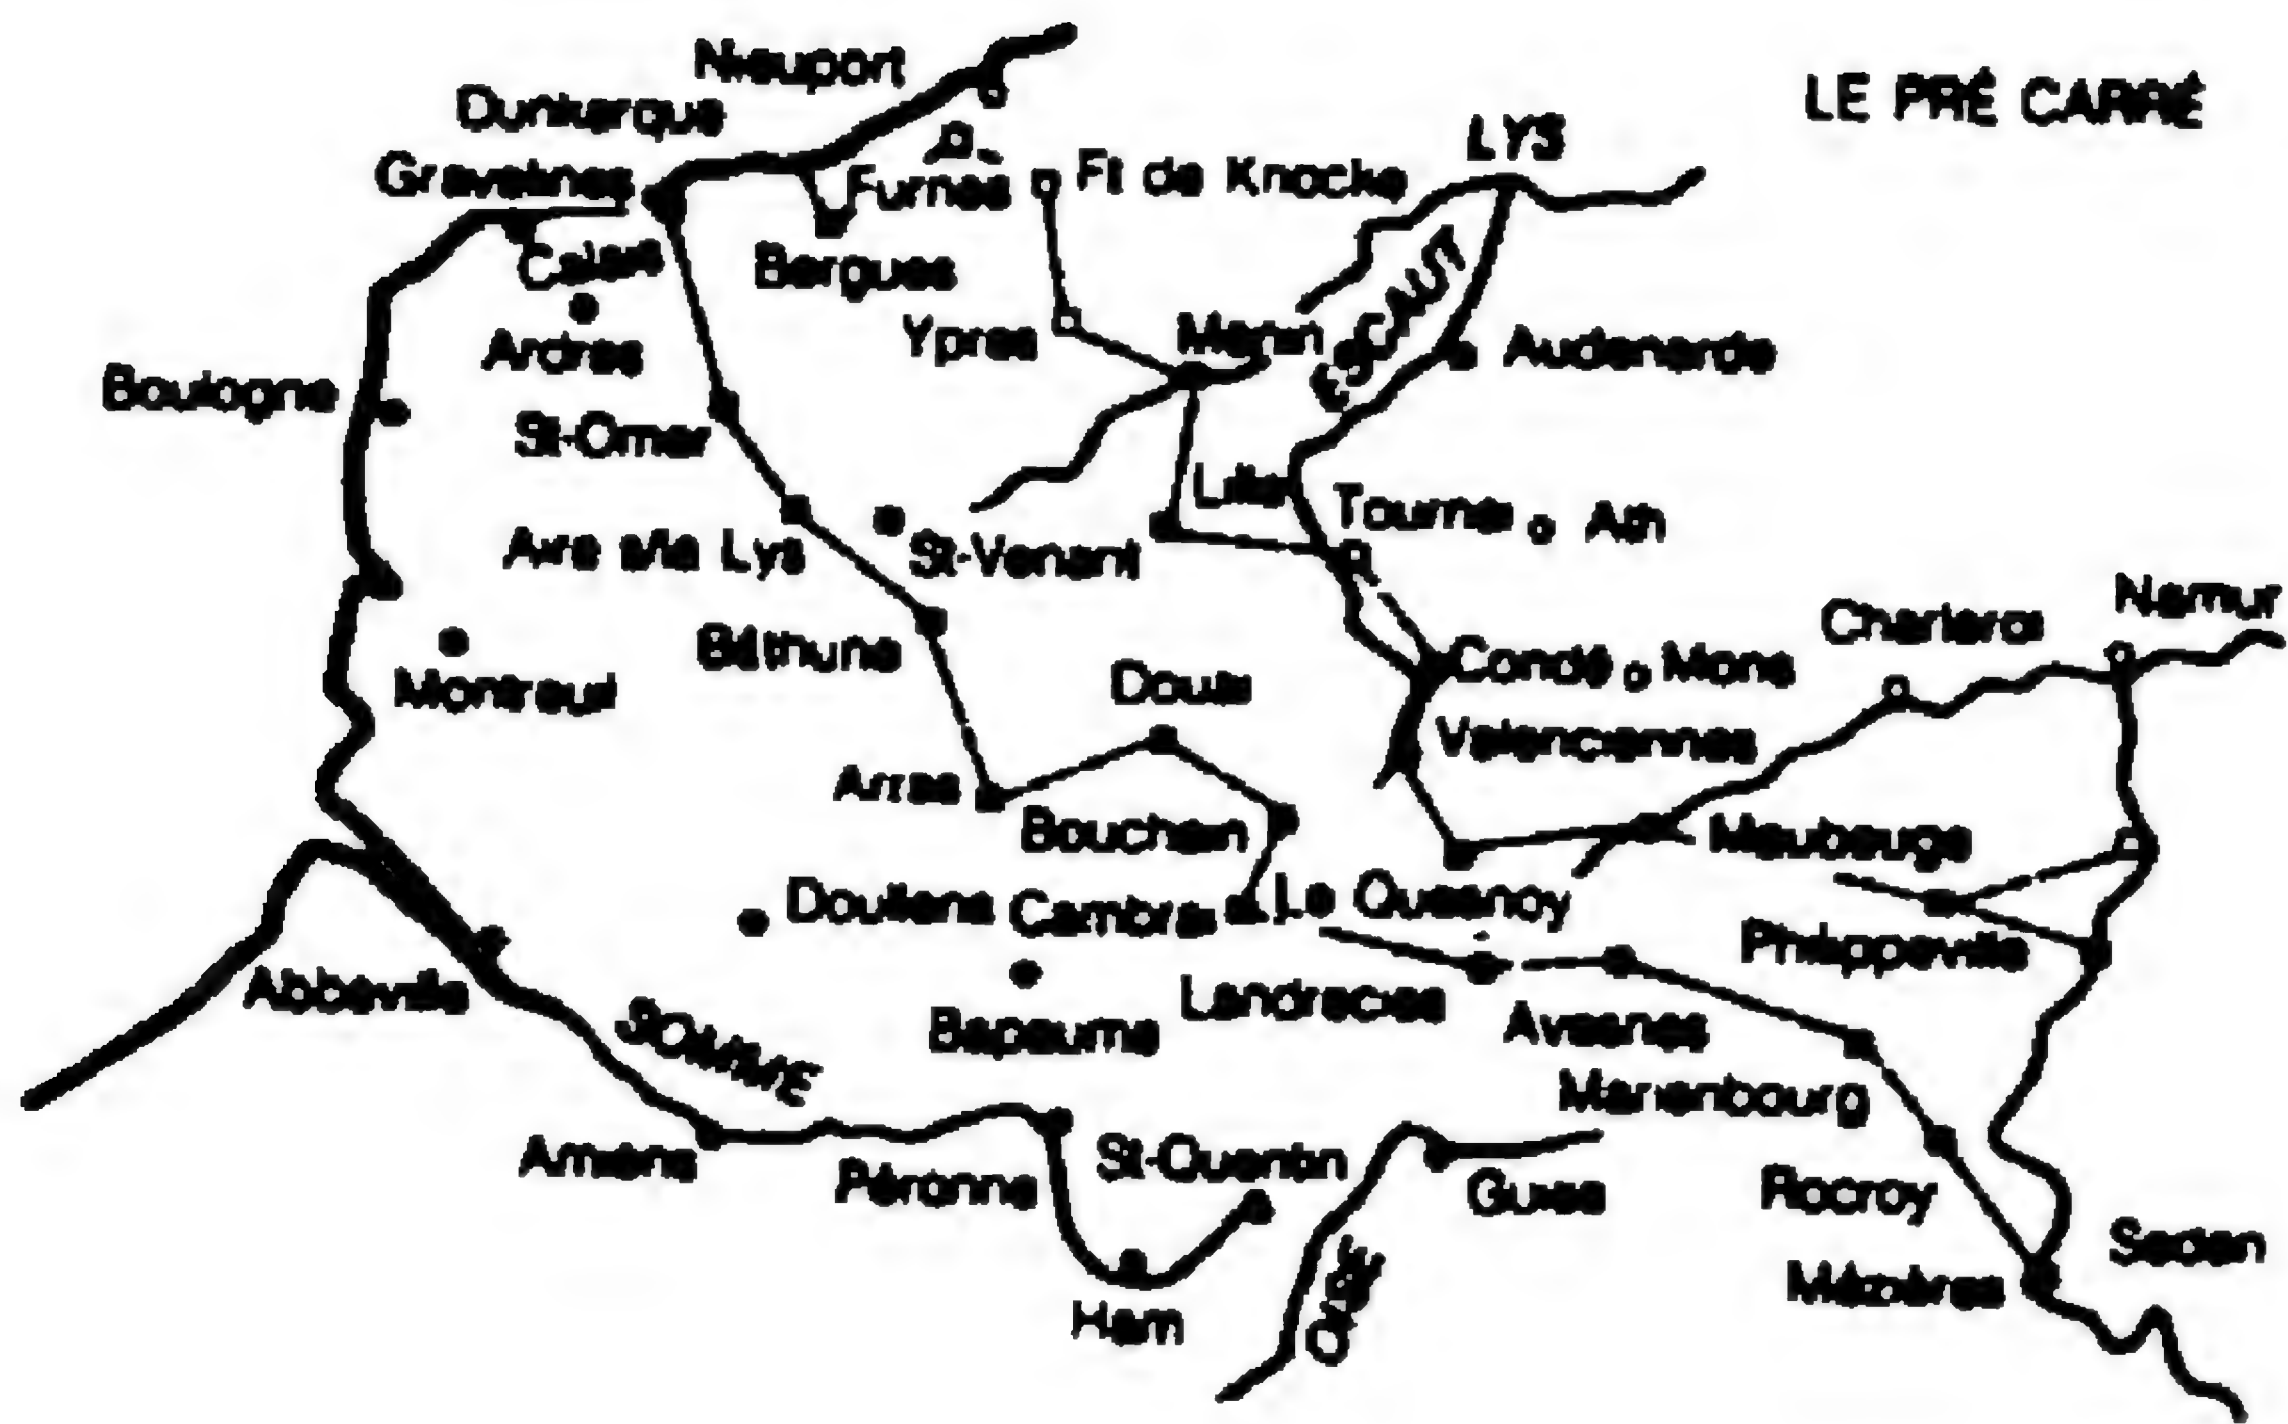 LE PRÉ CARRÉ
Nieuport
Dunkerque
LYS
Gravelines
Furnes
Ft de Knocke
Calais
Bergues
ESCAUT
Ypres
Menin
Ardres
Audenarde
Boulogne
St-Omer
Lille
Tournai
Ath
Aire s/la Lys
St-Venant
Namur
Charleroi
Béthune
Condé
Mons
Montreuil
Douai
Valenciennes
Arras
Bouchain
Maubeuge
Doullens
Cambrai
Le Quesnoy
Philippeville
Abbeville
Landrecies
Bapaume
Avesnes
SOMME
Marienbourg
Amiens
Péronne
St-Quentin
Guise
Rocroy
Sedan
Mézières
Ham
OISE